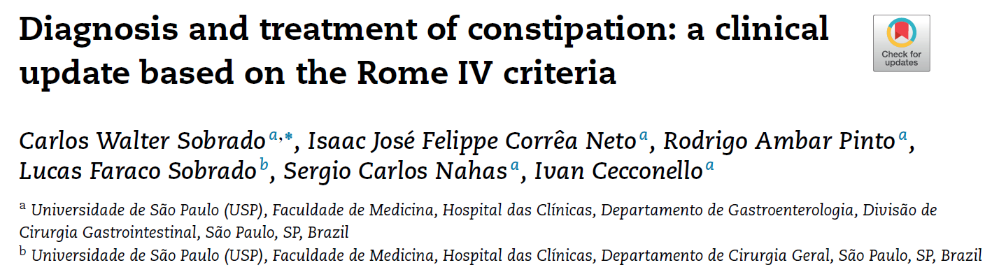 Diagnosis and treatment of constipation: a clinical
update based on the Rome IV criteria
Check for
updates
Carlos Walter Sobrado a,*, Isaac José Felippe Corrêa Neto a, Rodrigo Ambar Pinto a,
Lucas Faraco Sobrado b, Sergio Carlos Nahas a, Ivan Cecconello a
a Universidade de São Paulo (USP), Faculdade de Medicina, Hospital das Clínicas, Departamento de Gastroenterologia, Divisão de
Cirurgia Gastrointestinal, São Paulo, SP, Brazil
b Universidade de São Paulo (USP), Faculdade de Medicina, Hospital das Clínicas, Departamento de Cirurgia Geral, São Paulo, SP, Brazil